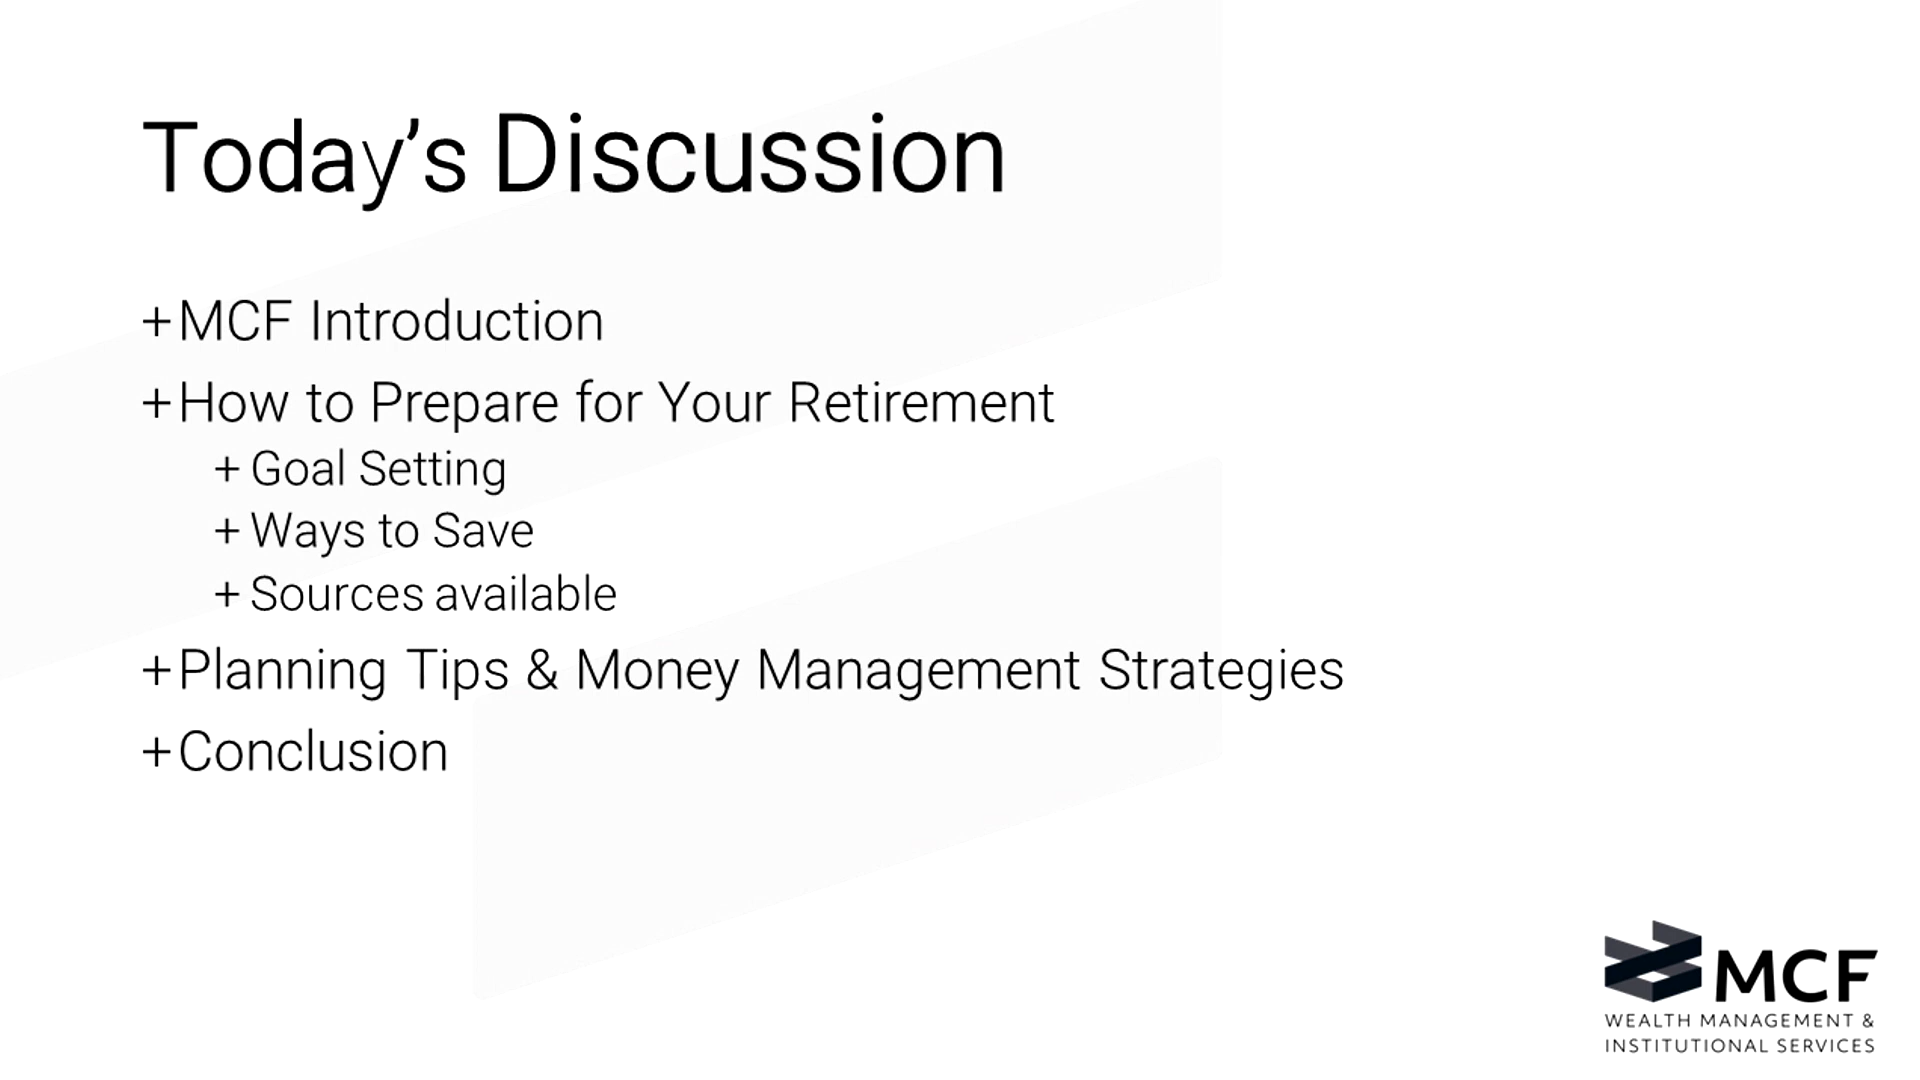 Today’s Discussion
+MCF Introduction
+How to Prepare for Your Retirement
+ Goal Setting
+ Ways to Save
+ Sources available
+Planning Tips & Money Management Strategies
+Conclusion
MCF
WEALTH MANAGEMENT &
INSTITUTIONAL SERVICES